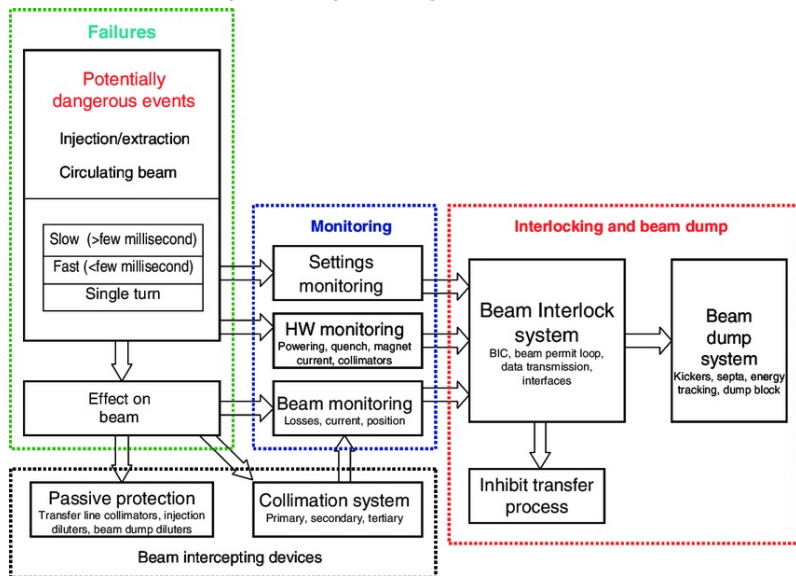 Failures
Potentially
dangerous events
Injection/extraction
Circulating beam
Slow (>few millisecond)
Fast (<few millisecond)
Single turn
Effect on
beam
Monitoring
Settings
monitoring
HW monitoring
Powering, quench, magnet
current, collimators
Beam monitoring
Losses, current, position
Interlocking and beam dump
Beam Interlock
system
BIC, beam permit loop,
data transmission,
interfaces
Beam
dump
system
Kickers, septa, energy
tracking, dump block
Inhibit transfer
process
Passive protection
Transfer line collimators, injection
diluters, beam dump diluters
Collimation system
Primary, secondary, tertiary
Beam intercepting devices